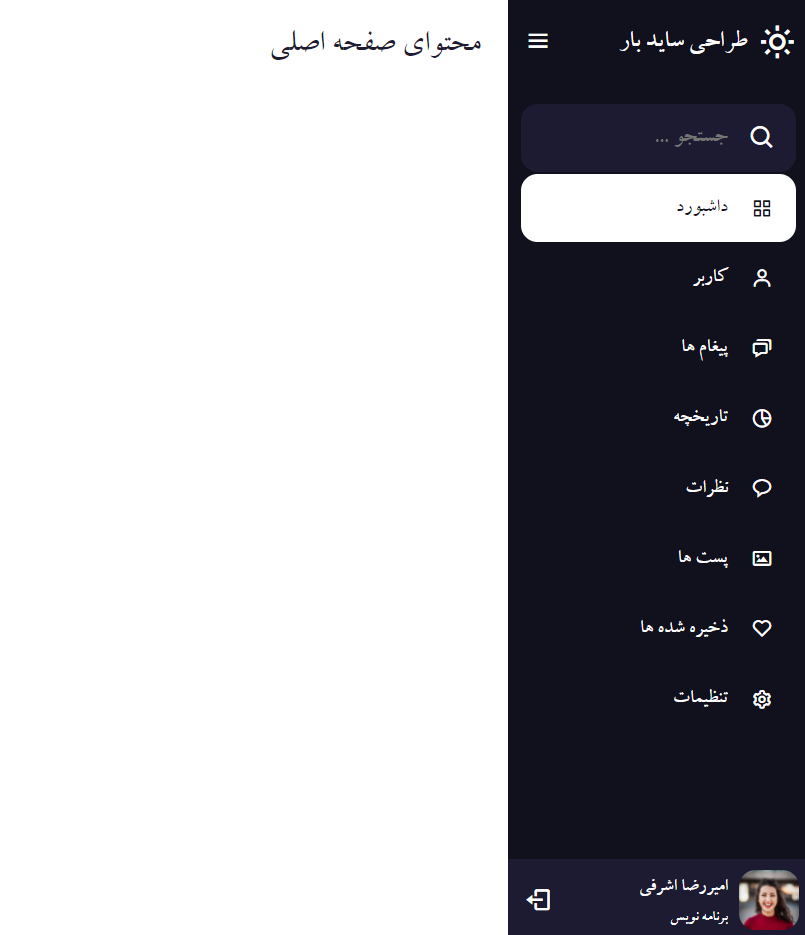 طراحی ساید بار
جستجو ...
داشبورد
کاربر
پیغام ها
تاریخچه
نظرات
پست ها
ذخیره شده ها
تنظیمات
امیررضا اشرفی
برنامه نویس
محتوای صفحه اصلی